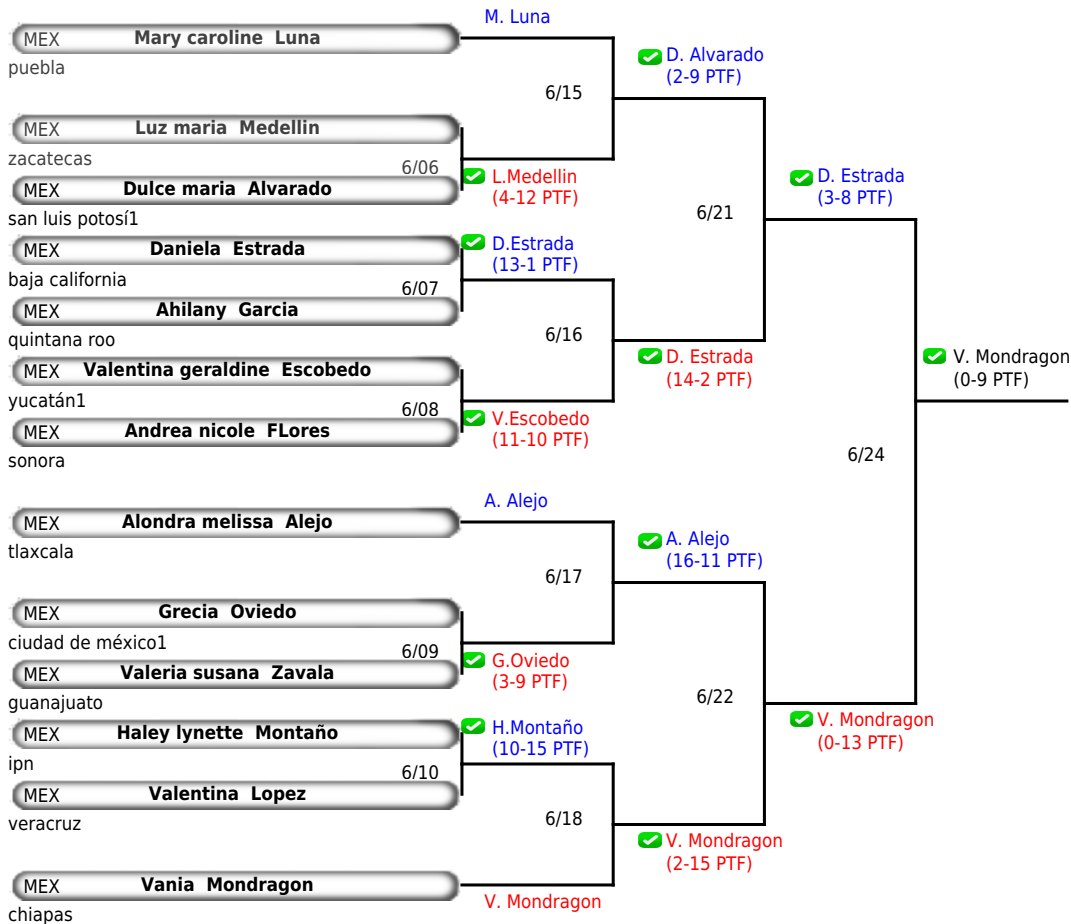 M. Luna
MEX Mary caroline Luna
puebla
D. Alvarado
(2-9 PTF)
6/15
MEX Luz maria Medellin
zacatecas
6/06
L.Medellin
(4-12 PTF)
MEX Dulce maria Alvarado
san luis potosí1
D. Estrada
(3-8 PTF)
6/21
MEX Daniela Estrada
baja california
D.Estrada
(13-1 PTF)
6/07
MEX Ahilany Garcia
quintana roo
6/16
D. Estrada
(14-2 PTF)
MEX Valentina geraldine Escobedo
yucatán1
6/08
V.Escobedo
(11-10 PTF)
MEX Andrea nicole FLores
sonora
V. Mondragon
(0-9 PTF)
6/24
A. Alejo
MEX Alondra melissa Alejo
tlaxcala
A. Alejo
(16-11 PTF)
6/17
MEX Grecia Oviedo
ciudad de méxico1
6/09
G.Oviedo
(3-9 PTF)
MEX Valeria susana Zavala
guanajuato
6/22
V. Mondragon
(0-13 PTF)
MEX Haley lynette Montaño
ipn
H.Montaño
(10-15 PTF)
6/10
MEX Valentina Lopez
veracruz
6/18
V. Mondragon
(2-15 PTF)
MEX Vania Mondragon
chiapas
V. Mondragon